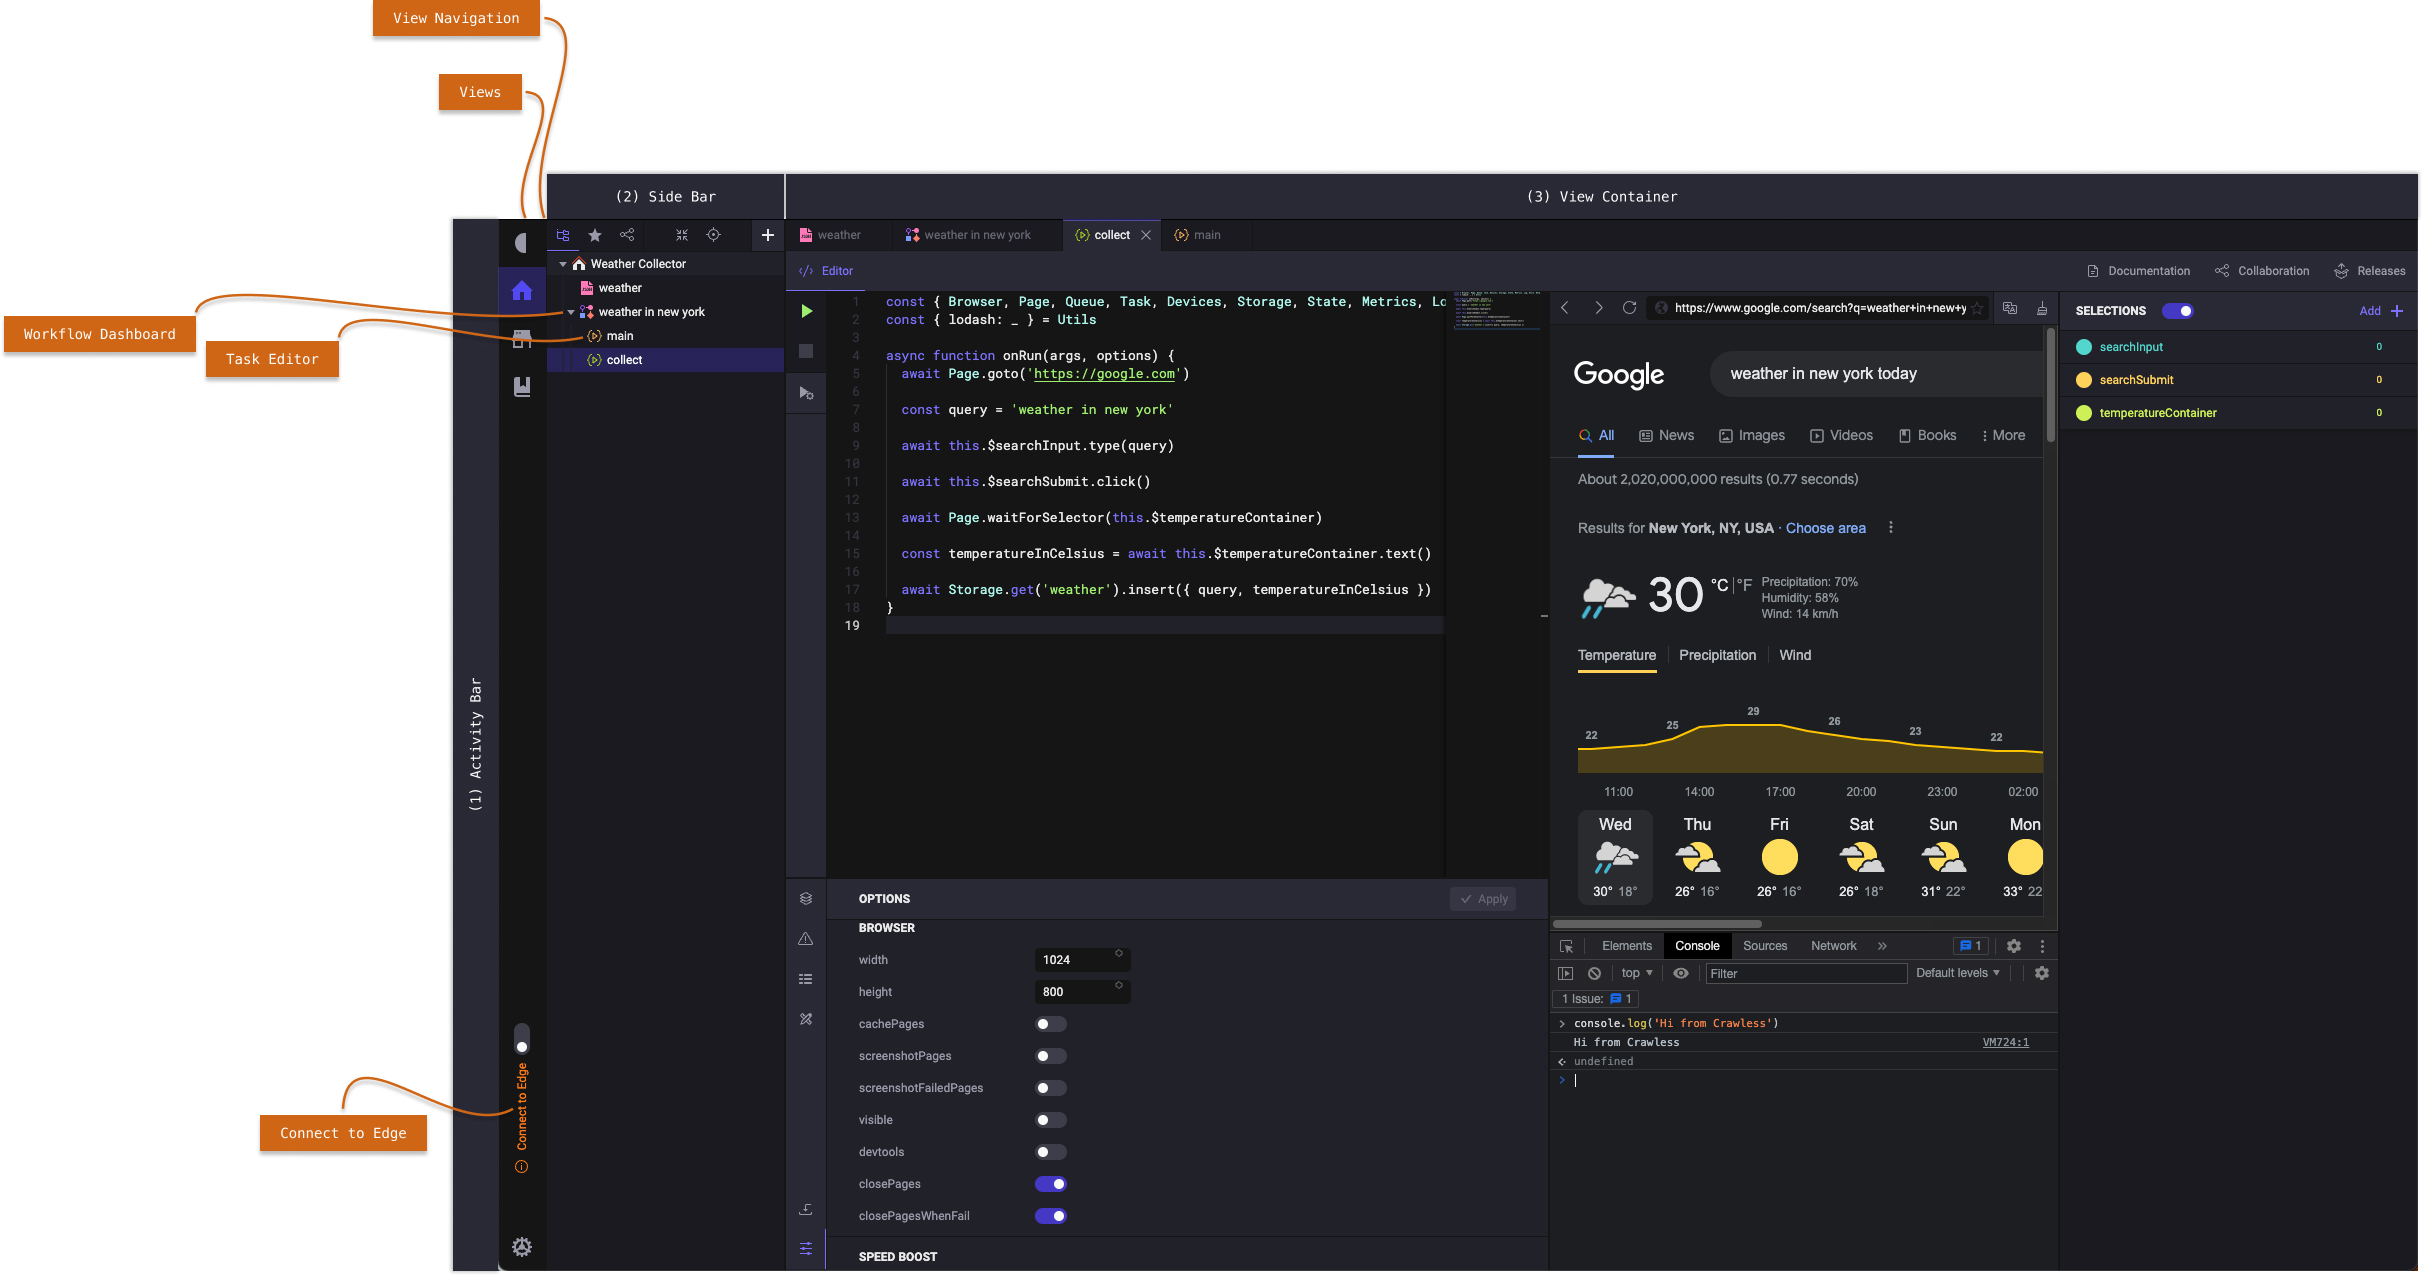 View Navigation
Views
(2) Side Bar
(3) View Container
weather
weather in new york
collect
main
Weather Collector
weather
weather in new york
main
collect
Workflow Dashboard
Task Editor
(1) Activity Bar
Connect to Edge
Connect to Edge
Editor
Documentation
Collaboration
Releases
1 const { Browser, Page, Queue, Task, Devices, Storage, State, Metrics, Lo
2 const { lodash: _ } = Utils
3
4 async function onRun(args, options) {
5 await Page.goto('https://google.com')
6
7 const query = 'weather in new york'
8
9 await this.$searchInput.type(query)
10
11 await this.$searchSubmit.click()
12
13 await Page.waitForSelector(this.$temperatureContainer)
14
15 const temperatureInCelsius = await this.$temperatureContainer.text()
16
17 await Storage.get('weather').insert({ query, temperatureInCelsius })
18 }
19
OPTIONS
Apply
BROWSER
width 1024
height 800
cachePages
screenshotPages
screenshotFailedPages
visible
devtools
closePages
closePagesWhenFail
SPEED BOOST
https://www.google.com/search?q=weather+in+new+y
Google
weather in new york today
All News Images Videos Books More
About 2,020,000,000 results (0.77 seconds)
Results for New York, NY, USA · Choose area
30 °C | °F
Precipitation: 70%
Humidity: 58%
Wind: 14 km/h
Temperature Precipitation Wind
22 25 29 26 23 22
11:00 14:00 17:00 20:00 23:00 02:00
Wed Thu Fri Sat Sun Mon
30° 18° 26° 16° 26° 16° 26° 18° 31° 22° 33° 22
Elements Console Sources Network » 1
top Filter Default levels
1 Issue: 1
console.log('Hi from Crawless')
Hi from Crawless VM724:1
undefined
SELECTIONS Add +
searchInput 0
searchSubmit 0
temperatureContainer 0